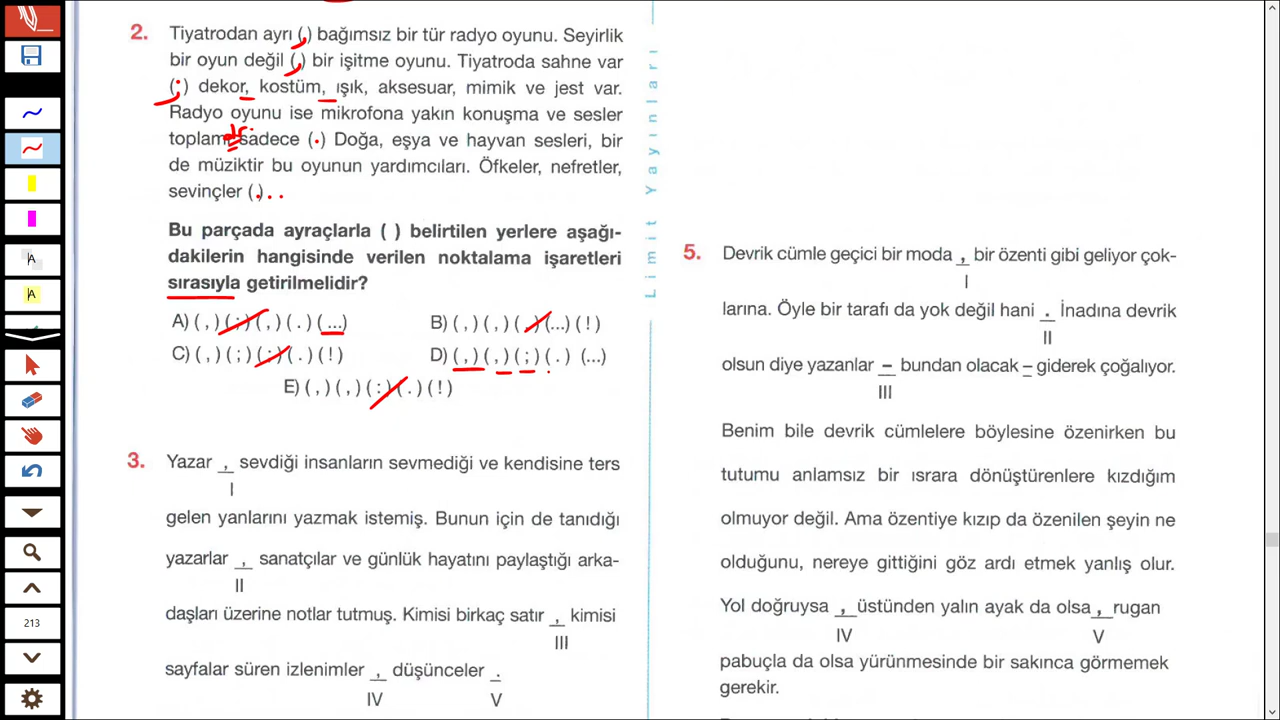 2. Tiyatrodan ayrı (,) bağımsız bir tür radyo oyunu. Seyirlik
bir oyun değil (,) bir işitme oyunu. Tiyatroda sahne var
(;) dekor, kostüm, ışık, aksesuar, mimik ve jest var.
Radyo oyunu ise mikrofona yakın konuşma ve sesler
toplamı sadece (.) Doğa, eşya ve hayvan sesleri, bir
de müziktir bu oyunun yardımcıları. Öfkeler, nefretler,
sevinçler (...)
Bu parçada ayraçlarla ( ) belirtilen yerlere aşağı-
dakilerin hangisinde verilen noktalama işaretleri
sırasıyla getirilmelidir?
A) ( , ) ( ; ) ( , ) ( . ) ( ... ) B) ( , ) ( , ) ( , ) (...) ( ! )
C) ( , ) ( ; ) ( : ) ( . ) ( ! ) D) ( , ) ( , ) ( ; ) ( . ) (...)
E) ( , ) ( , ) ( : ) ( . ) ( ! )
3. Yazar , sevdiği insanların sevmediği ve kendisine ters
I
gelen yanlarını yazmak istemiş. Bunun için de tanıdığı
yazarlar , sanatçılar ve günlük hayatını paylaştığı arka-
II
daşları üzerine notlar tutmuş. Kimisi birkaç satır , kimisi
III
sayfalar süren izlenimler , düşünceler .
IV V
213
Limit Yayınları
5. Devrik cümle geçici bir moda , bir özenti gibi geliyor çok-
I
larına. Öyle bir tarafı da yok değil hani . İnadına devrik
II
olsun diye yazanlar – bundan olacak – giderek çoğalıyor.
III
Benim bile devrik cümlelere böylesine özenirken bu
tutumu anlamsız bir ısrara dönüştürenlere kızdığım
olmuyor değil. Ama özentiye kızıp da özenilen şeyin ne
olduğunu, nereye gittiğini göz ardı etmek yanlış olur.
Yol doğruysa , üstünden yalın ayak da olsa , rugan
IV V
pabuçla da olsa yürünmesinde bir sakınca görmemek
gerekir.